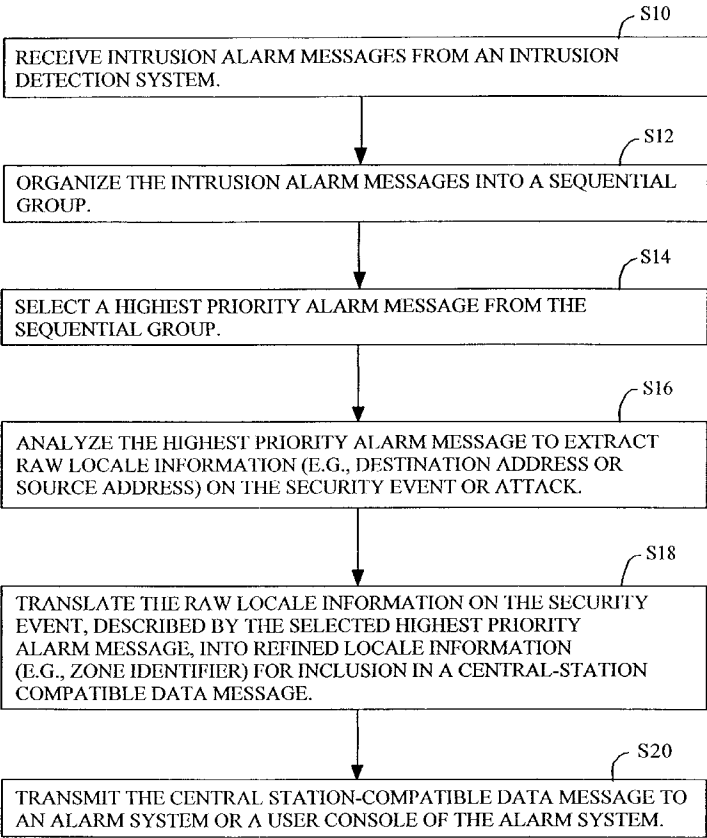 S10
RECEIVE INTRUSION ALARM MESSAGES FROM AN INTRUSION
DETECTION SYSTEM.
S12
ORGANIZE THE INTRUSION ALARM MESSAGES INTO A SEQUENTIAL
GROUP.
S14
SELECT A HIGHEST PRIORITY ALARM MESSAGE FROM THE
SEQUENTIAL GROUP.
S16
ANALYZE THE HIGHEST PRIORITY ALARM MESSAGE TO EXTRACT
RAW LOCALE INFORMATION (E.G., DESTINATION ADDRESS OR
SOURCE ADDRESS) ON THE SECURITY EVENT OR ATTACK.
S18
TRANSLATE THE RAW LOCALE INFORMATION ON THE SECURITY
EVENT, DESCRIBED BY THE SELECTED HIGHEST PRIORITY
ALARM MESSAGE, INTO REFINED LOCALE INFORMATION
(E.G., ZONE IDENTIFIER) FOR INCLUSION IN A CENTRAL-STATION
COMPATIBLE DATA MESSAGE.
S20
TRANSMIT THE CENTRAL STATION-COMPATIBLE DATA MESSAGE TO
AN ALARM SYSTEM OR A USER CONSOLE OF THE ALARM SYSTEM.